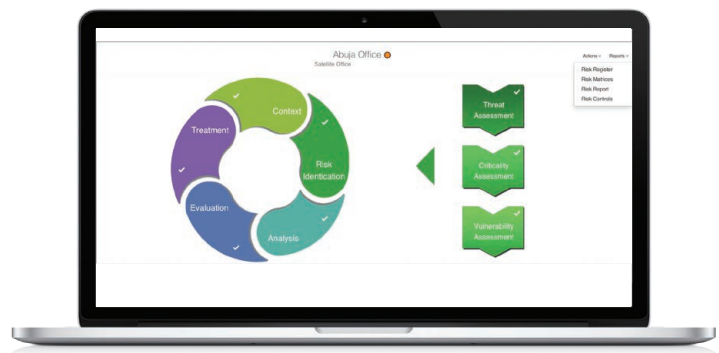 Abuja Office
Satellite Office
Actions
Reports
Risk Register
Risk Matrices
Risk Report
Risk Controls
Context
Treatment
Risk
Identication
Evaluation
Analysis
Threat
Assessment
Criticality
Assessment
Vulnerability
Assessment